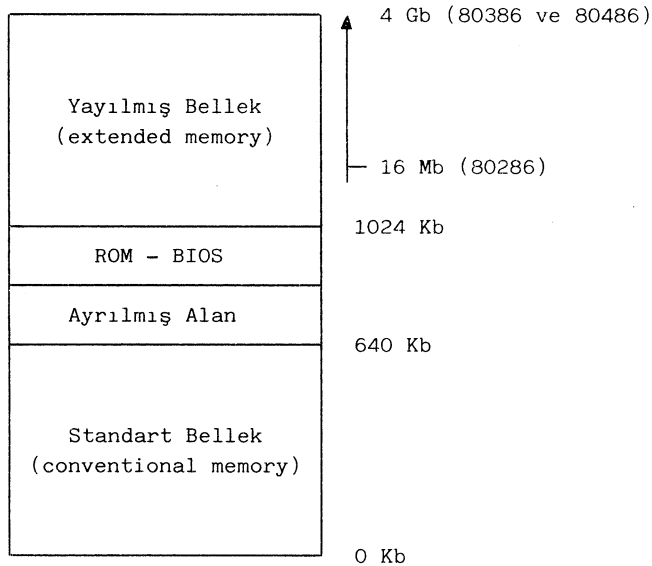 4 Gb (80386 ve 80486)
Yayılmış Bellek
(extended memory)
16 Mb (80286)
1024 Kb
ROM - BIOS
Ayrılmış Alan
640 Kb
Standart Bellek
(conventional memory)
0 Kb